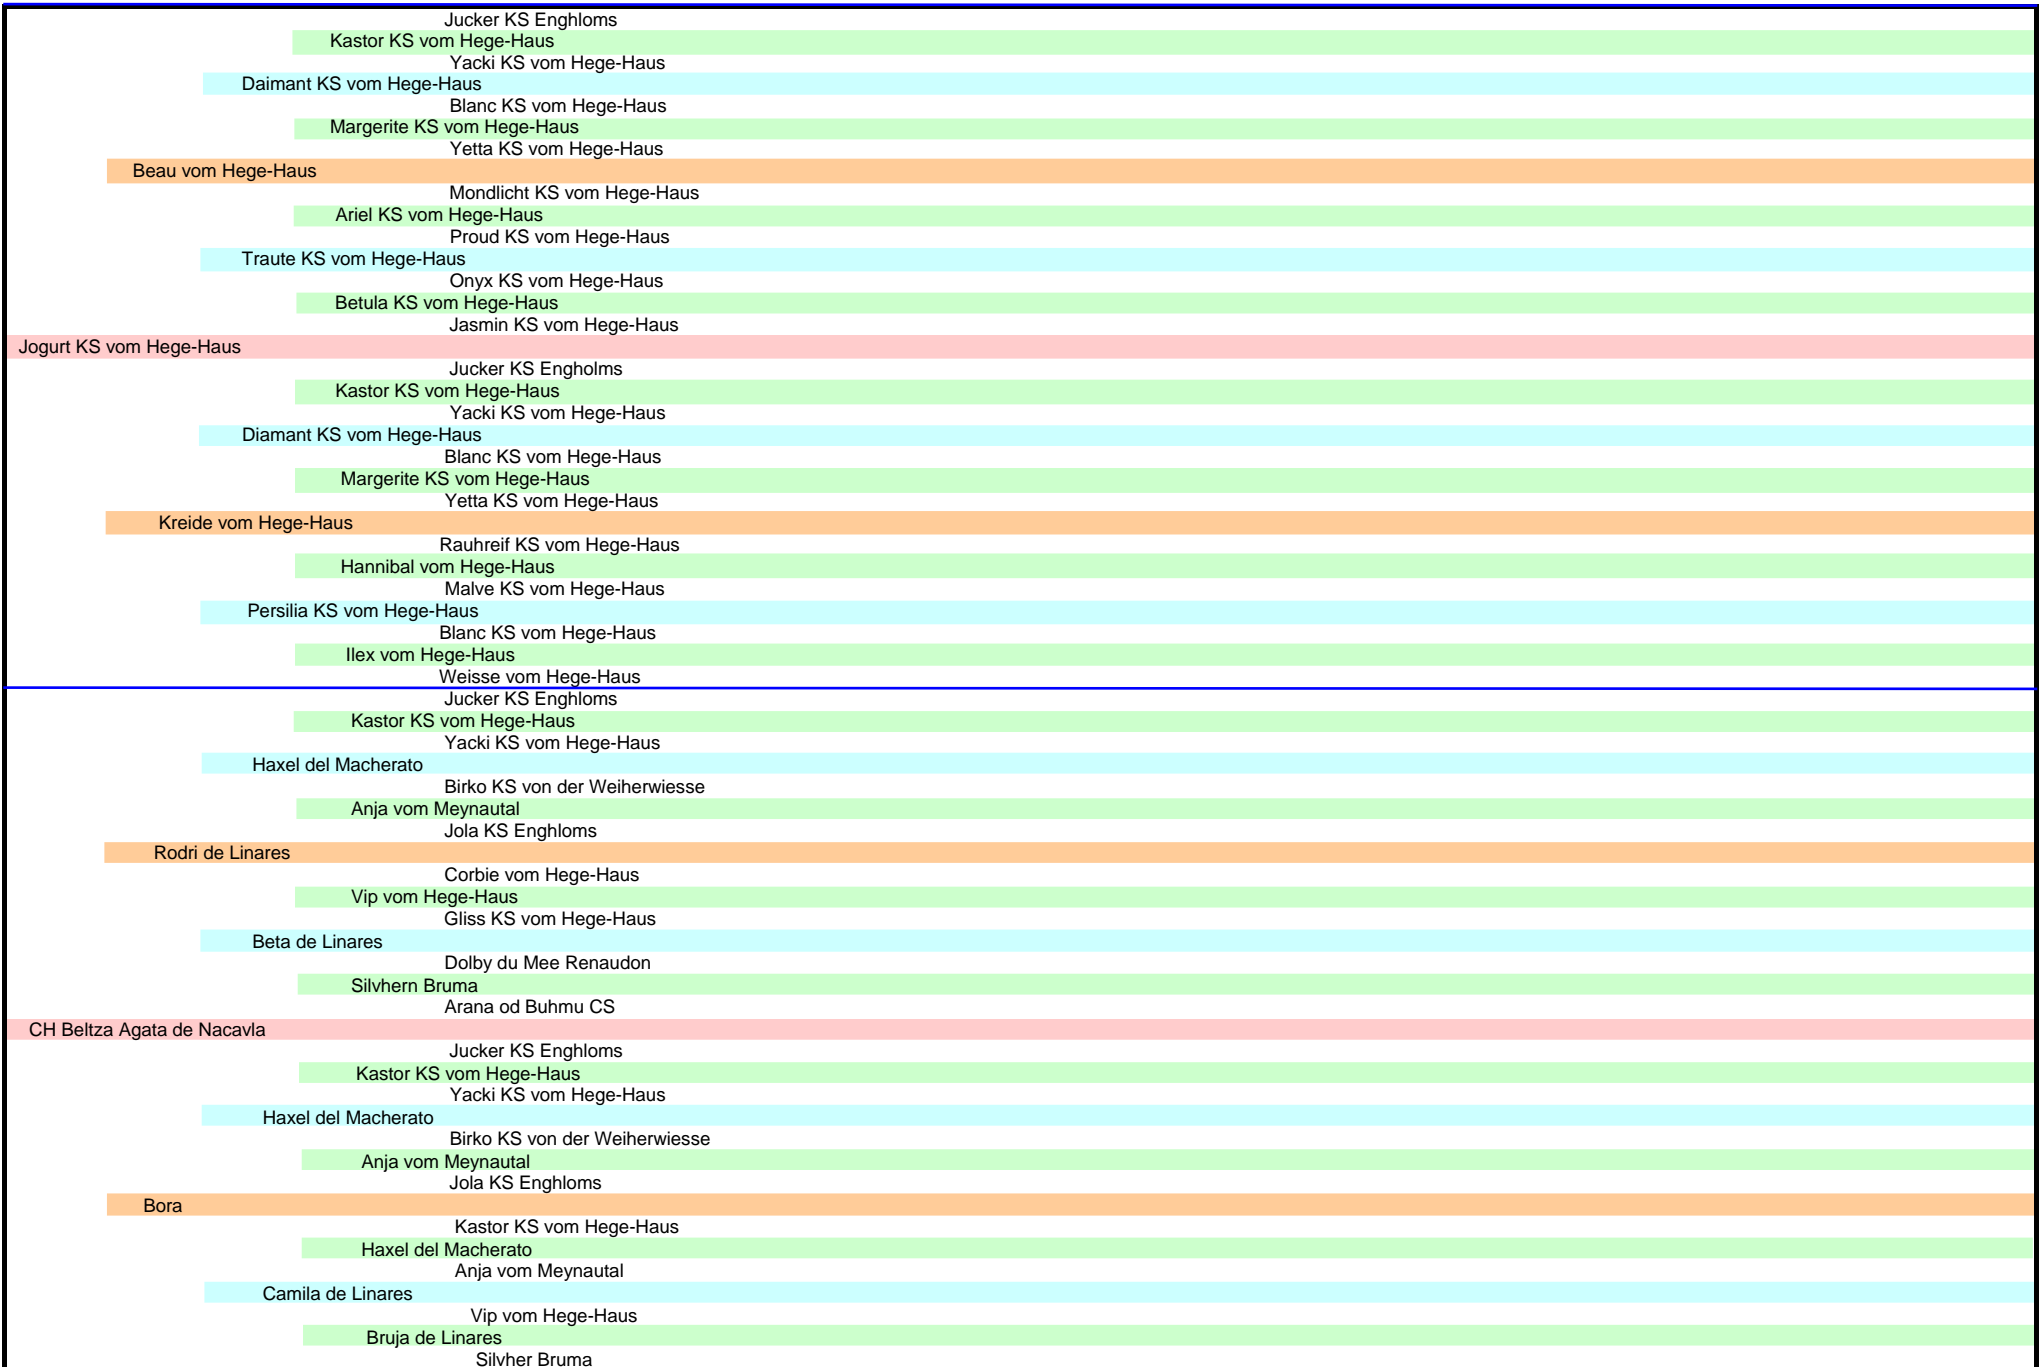 Jucker KS Enghloms
Kastor KS vom Hege-Haus
Yacki KS vom Hege-Haus
Daimant KS vom Hege-Haus
Blanc KS vom Hege-Haus
Margerite KS vom Hege-Haus
Yetta KS vom Hege-Haus
Beau vom Hege-Haus
Mondlicht KS vom Hege-Haus
Ariel KS vom Hege-Haus
Proud KS vom Hege-Haus
Traute KS vom Hege-Haus
Onyx KS vom Hege-Haus
Betula KS vom Hege-Haus
Jasmin KS vom Hege-Haus
Jogurt KS vom Hege-Haus
Jucker KS Engholms
Kastor KS vom Hege-Haus
Yacki KS vom Hege-Haus
Diamant KS vom Hege-Haus
Blanc KS vom Hege-Haus
Margerite KS vom Hege-Haus
Yetta KS vom Hege-Haus
Kreide vom Hege-Haus
Rauhreif KS vom Hege-Haus
Hannibal vom Hege-Haus
Malve KS vom Hege-Haus
Persilia KS vom Hege-Haus
Blanc KS vom Hege-Haus
Ilex vom Hege-Haus
Weisse vom Hege-Haus
Jucker KS Enghloms
Kastor KS vom Hege-Haus
Yacki KS vom Hege-Haus
Haxel del Macherato
Birko KS von der Weiherwiesse
Anja vom Meynautal
Jola KS Enghloms
Rodri de Linares
Corbie vom Hege-Haus
Vip vom Hege-Haus
Gliss KS vom Hege-Haus
Beta de Linares
Dolby du Mee Renaudon
Silvhern Bruma
Arana od Buhmu CS
CH Beltza Agata de Nacavla
Jucker KS Enghloms
Kastor KS vom Hege-Haus
Yacki KS vom Hege-Haus
Haxel del Macherato
Birko KS von der Weiherwiesse
Anja vom Meynautal
Jola KS Enghloms
Bora
Kastor KS vom Hege-Haus
Haxel del Macherato
Anja vom Meynautal
Camila de Linares
Vip vom Hege-Haus
Bruja de Linares
Silvher Bruma